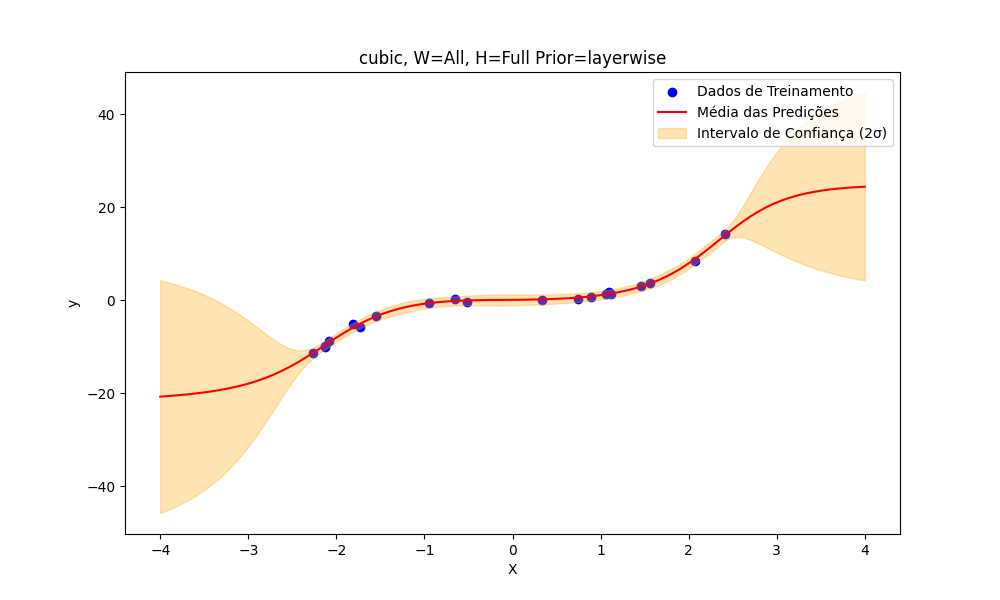 cubic, W=All, H=Full Prior=layerwise
Dados de Treinamento
Média das Predições
Intervalo de Confiança (2σ)
40
20
0
−20
−40
y
−4
−3
−2
−1
0
1
2
3
4
X